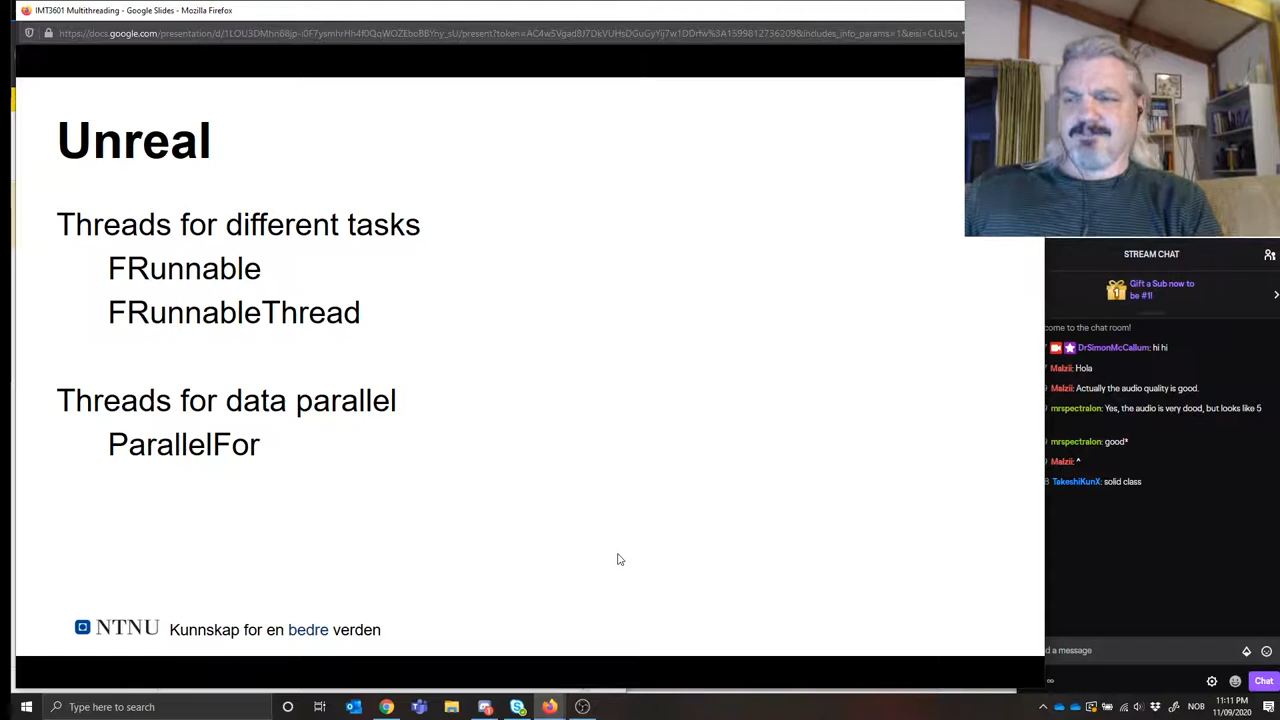 IMT3601 Multithreading - Google Slides - Mozilla Firefox
Unreal
Threads for different tasks
FRunnable
FRunnableThread
Threads for data parallel
ParallelFor
NTNU Kunnskap for en bedre verden
STREAM CHAT
Gift a Sub now to
be #1!
come to the chat room!
DrSimonMcCallum: hi hi
Malzii: Hola
Malzii: Actually the audio quality is good.
mrspectralon: Yes, the audio is very dood, but looks like 5
mrspectralon: good*
Malzii: ^
TakeshiKunX: solid class
d a message
Chat
Type here to search
NOB
11:11 PM
11/09/2020